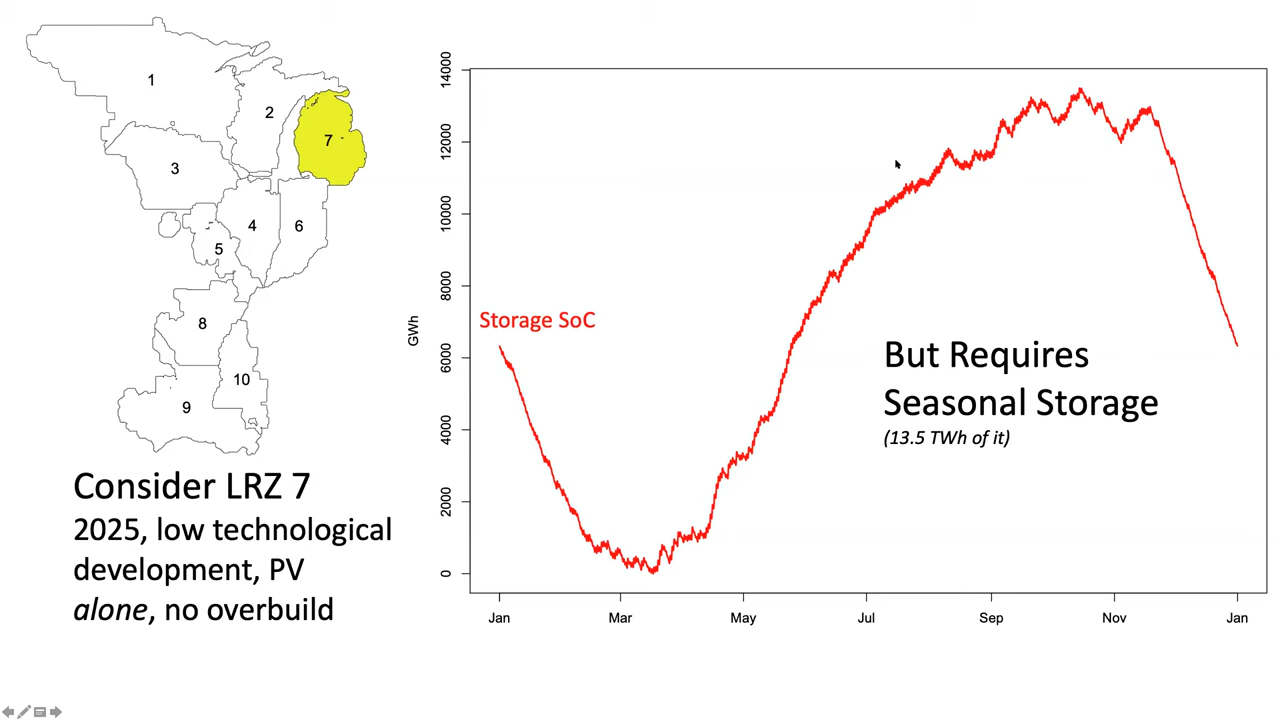 1
2
7
3
4
6
5
8
10
9
Consider LRZ 7
2025, low technological
development, PV
alone, no overbuild
14000
12000
10000
8000
6000
4000
2000
0
GWh
Storage SoC
But Requires
Seasonal Storage
(13.5 TWh of it)
Jan Mar May Jul Sep Nov Jan